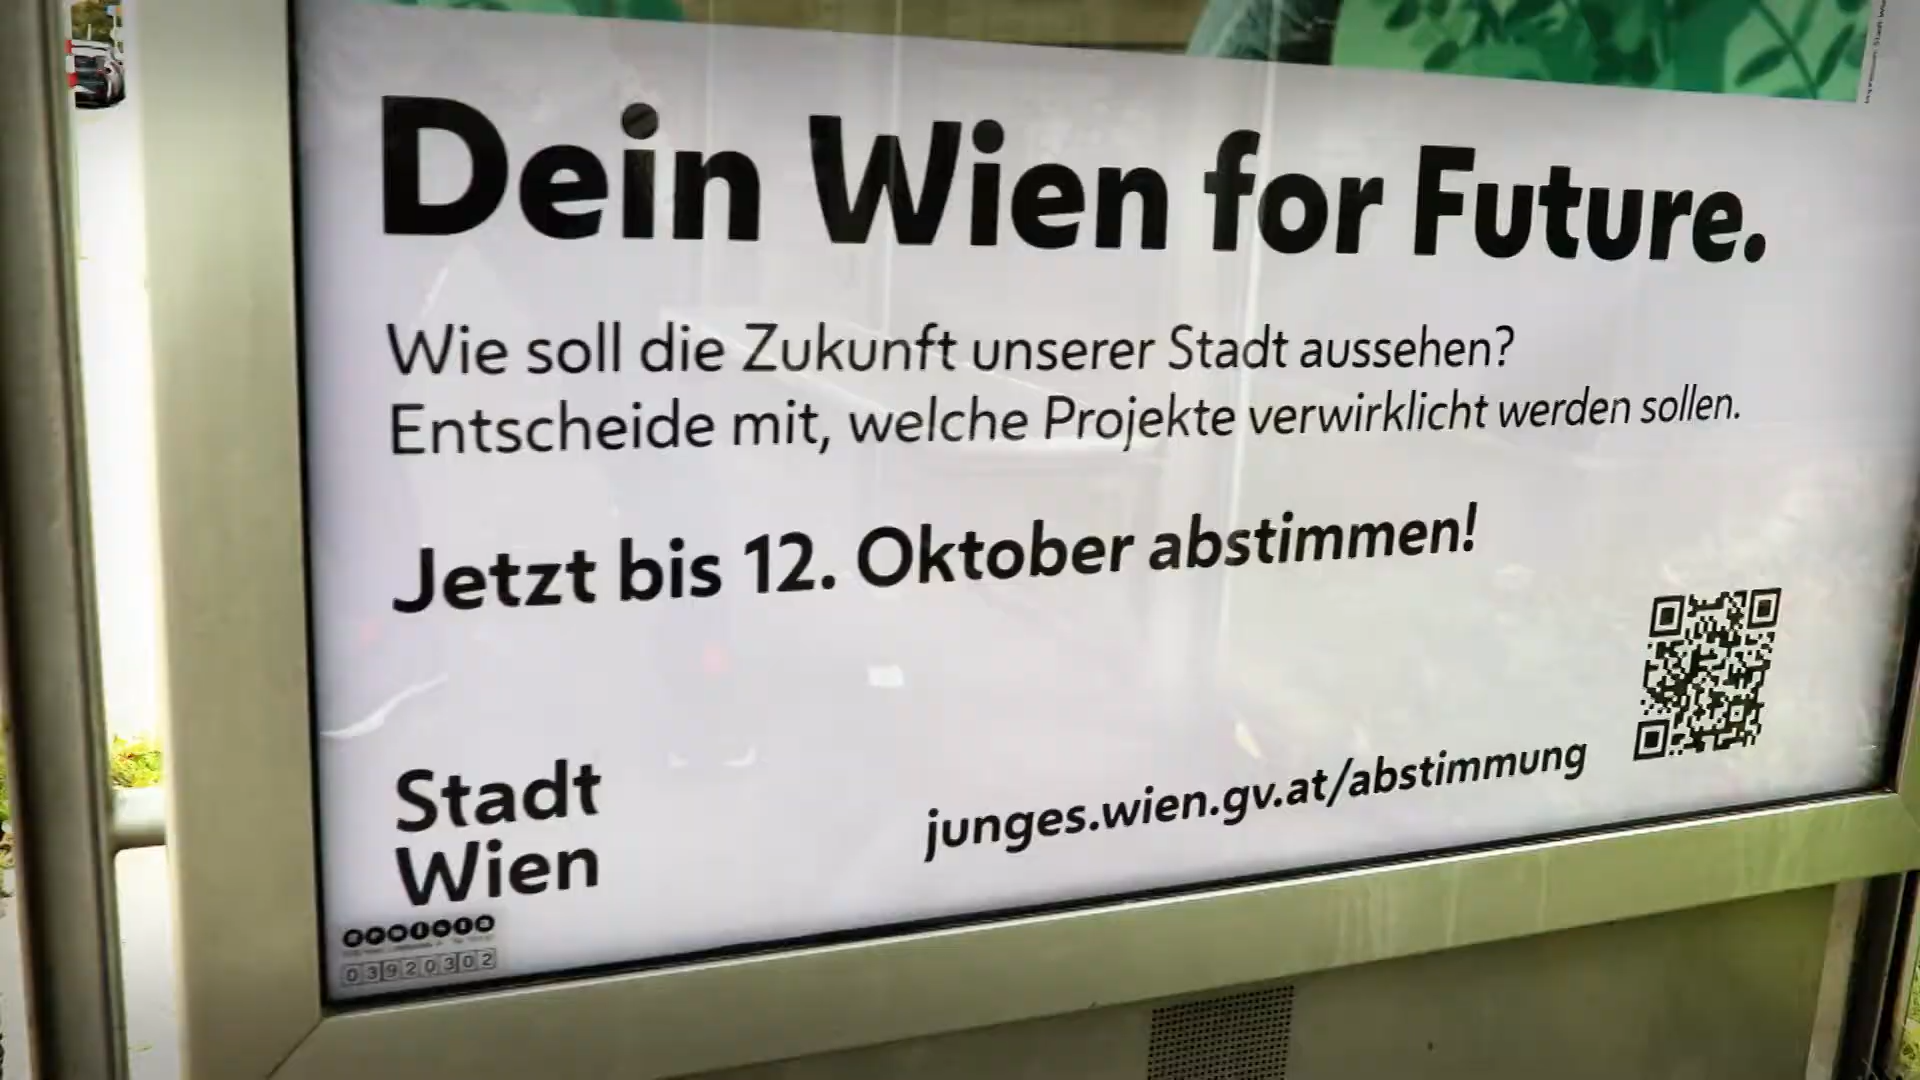 Dein Wien for Future.
Wie soll die Zukunft unserer Stadt aussehen?
Entscheide mit, welche Projekte verwirklicht werden sollen.
Jetzt bis 12. Oktober abstimmen!
Stadt
Wien
junges.wien.gv.at/abstimmung
03920302